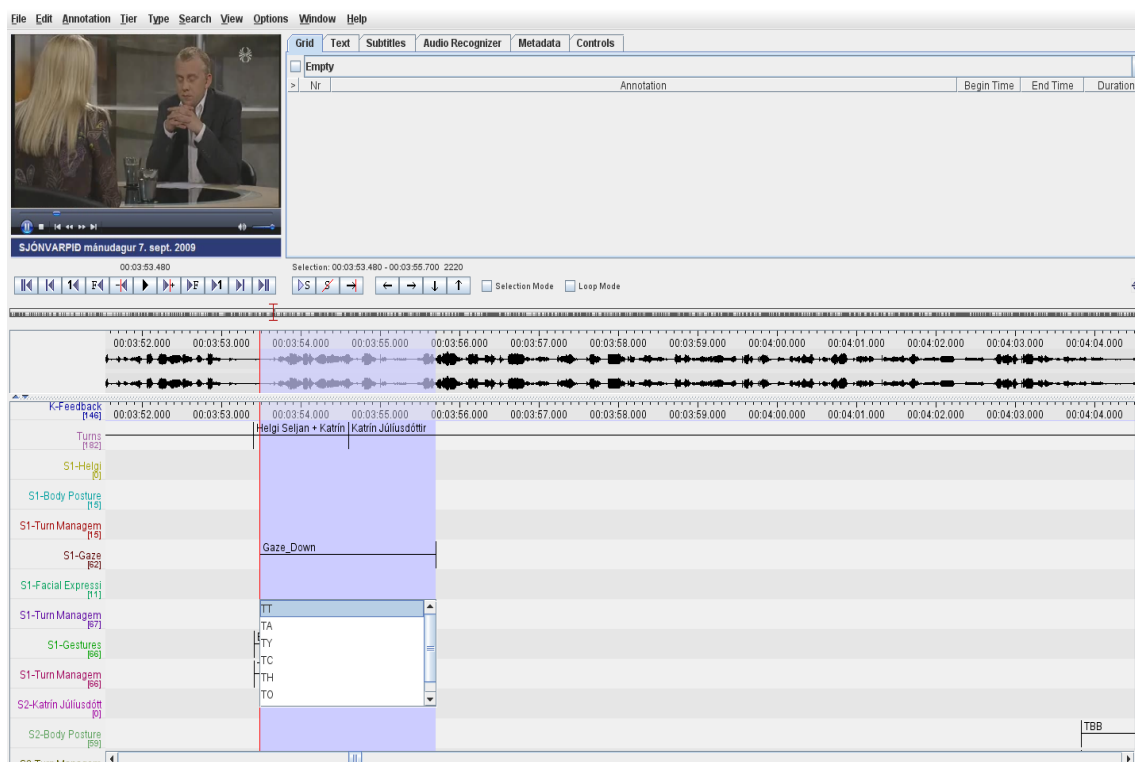 File Edit Annotation Tier Type Search View Options Window Help
Grid Text Subtitles Audio Recognizer Metadata Controls
Empty
> Nr Annotation Begin Time End Time Duration
SJÓNVARPIÐ mánudagur 7. sept. 2009
00:03:53.480
Selection: 00:03:53.480 - 00:03:55.700 2220
1 F + F 1
S S Selection Mode Loop Mode
00:03:52.000 00:03:53.000 00:03:54.000 00:03:55.000 00:03:56.000 00:03:57.000 00:03:58.000 00:03:59.000 00:04:00.000 00:04:01.000 00:04:02.000 00:04:03.000 00:04:04.000
K-Feedback
[146]
00:03:52.000 00:03:53.000 00:03:54.000 00:03:55.000 00:03:56.000 00:03:57.000 00:03:58.000 00:03:59.000 00:04:00.000 00:04:01.000 00:04:02.000 00:04:03.000 00:04:04.000
Helgi Seljan + Katrín Katrín Júlíusdóttir
Turns
[182]
S1-Helgi
[0]
S1-Body Posture
[15]
S1-Turn Managem
[15]
Gaze_Down
S1-Gaze
[62]
S1-Facial Expressi
[11]
TT
S1-Turn Managem
[67]
TA
TY
S1-Gestures
[66]
TC
S1-Turn Managem
[66]
TH
TO
S2-Katrín Júlíusdótt
[0]
TBB
S2-Body Posture
[59]